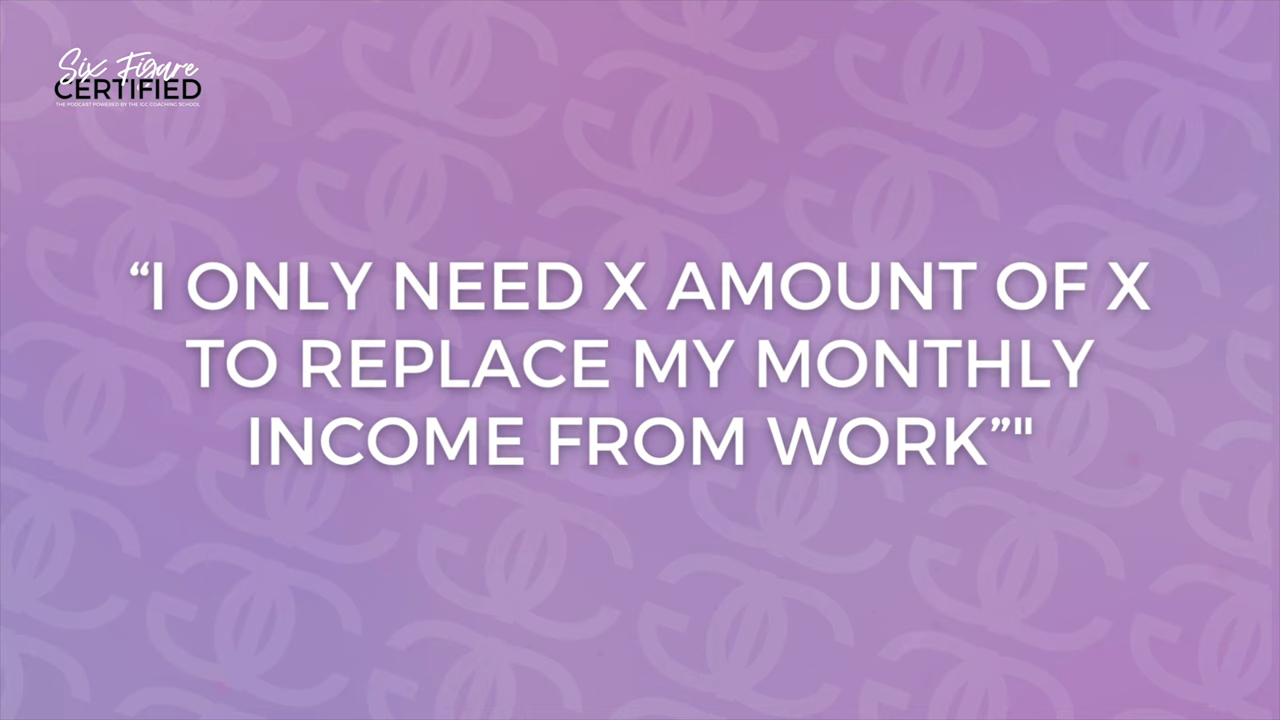 Six Figure
CERTIFIED
THE PODCAST POWERED BY THE IGC COACHING SCHOOL
“I ONLY NEED X AMOUNT OF X
TO REPLACE MY MONTHLY
INCOME FROM WORK”"